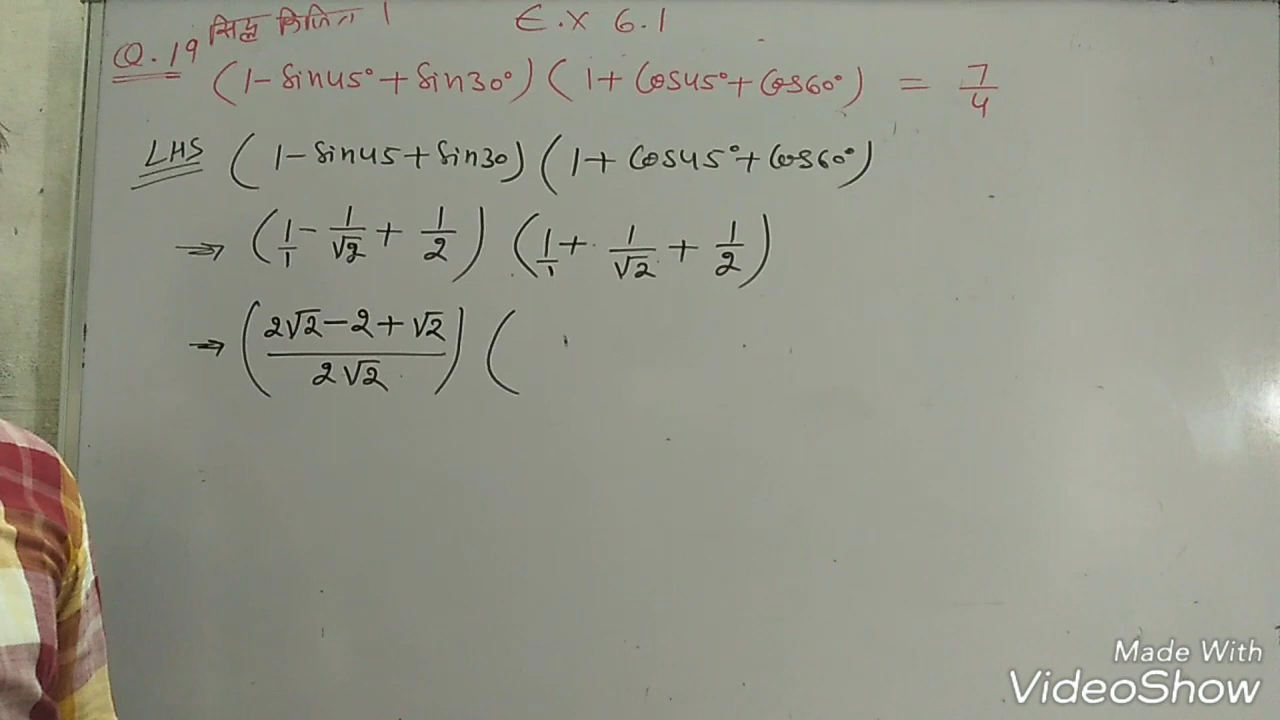 Q.19 सिद्ध कीजिए । E.X 6.1
(1 - Sin45° + Sin30°) (1 + Cos45° + Cos60°) = 7/4
LHS (1 - Sin45 + Sin30) (1 + Cos45° + Cos60°)
⇒ (1/1 - 1/√2 + 1/2) (1/1 + 1/√2 + 1/2)
⇒ ((2√2 - 2 + √2)/(2√2)) (
Made With
VideoShow